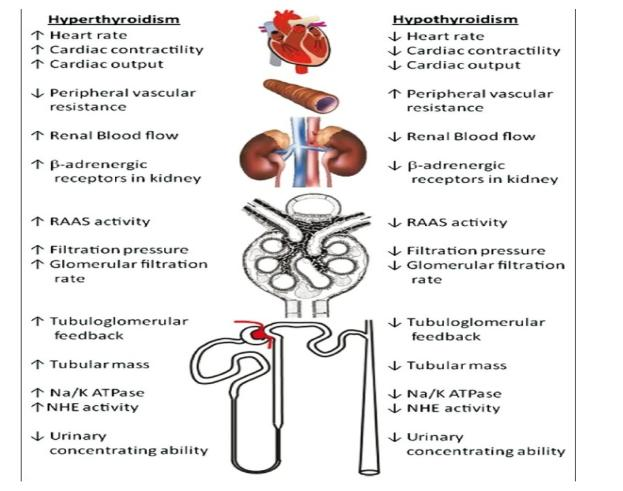 Hyperthyroidism
↑ Heart rate
↑ Cardiac contractility
↑ Cardiac output
↓ Peripheral vascular
resistance
↑ Renal Blood flow
↑ β-adrenergic
receptors in kidney
↑ RAAS activity
↑ Filtration pressure
↑ Glomerular filtration
rate
↑ Tubuloglomerular
feedback
↑ Tubular mass
↑ Na/K ATPase
↑NHE activity
↓ Urinary
concentrating ability
Hypothyroidism
↓ Heart rate
↓ Cardiac contractility
↓ Cardiac output
↑ Peripheral vascular
resistance
↓ Renal Blood flow
↓ β-adrenergic
receptors in kidney
↓ RAAS activity
↓ Filtration pressure
↓ Glomerular filtration
rate
↓ Tubuloglomerular
feedback
↓ Tubular mass
↓ Na/K ATPase
↓ NHE activity
↓ Urinary
concentrating ability